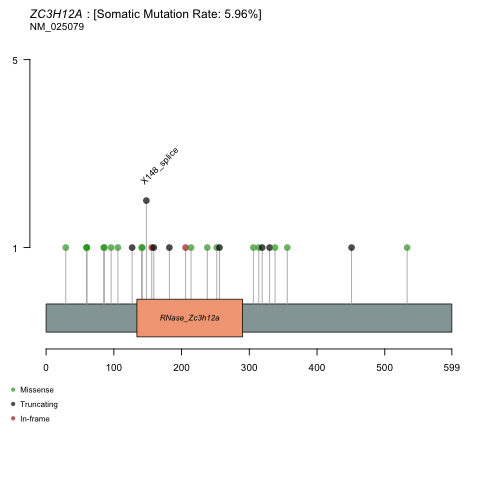 ZC3H12A : [Somatic Mutation Rate: 5.96%]
NM_025079
5
X148_splice
1
RNase_Zc3h12a
0 100 200 300 400 500 599
Missense
Truncating
In-frame